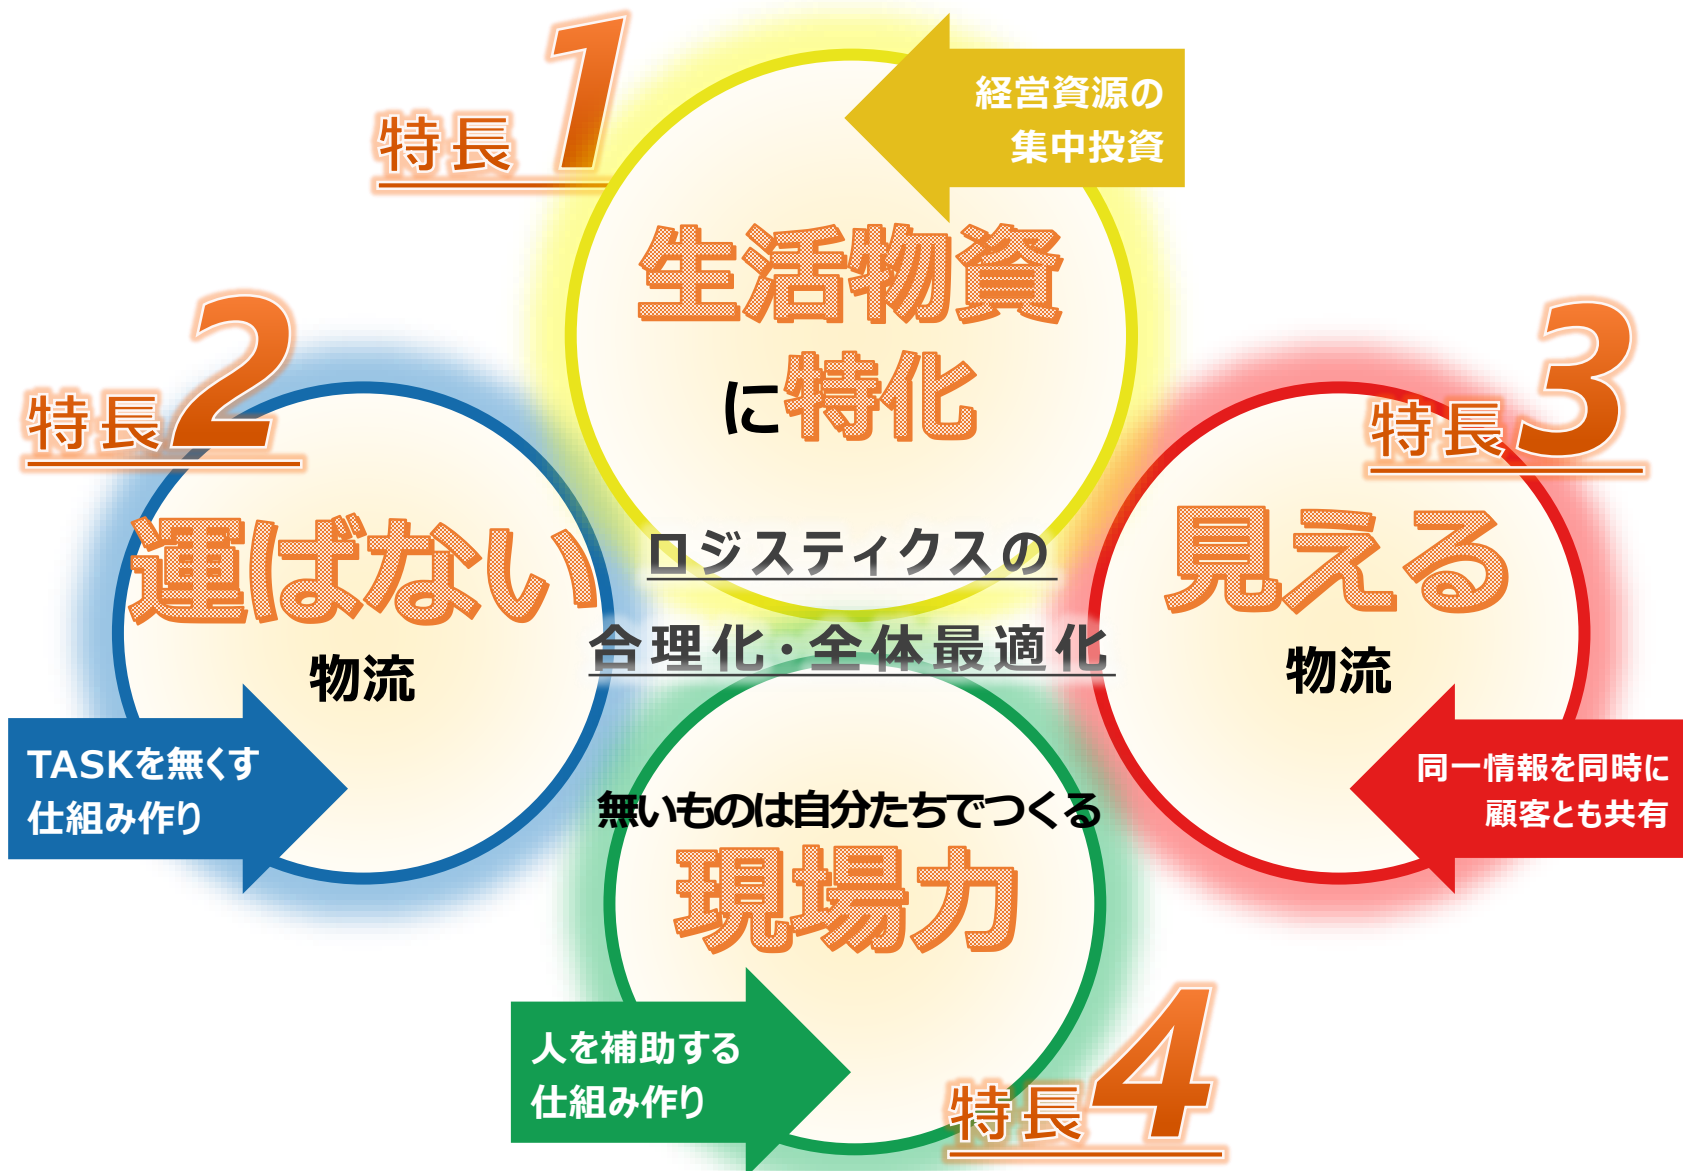 特長1
経営資源の
集中投資
生活物資
に特化
特長2
運ばない
物流
TASKを無くす
仕組み作り
ロジスティクスの
合理化・全体最適化
特長3
見える
物流
同一情報を同時に
顧客とも共有
無いものは自分たちでつくる
現場力
人を補助する
仕組み作り
特長4